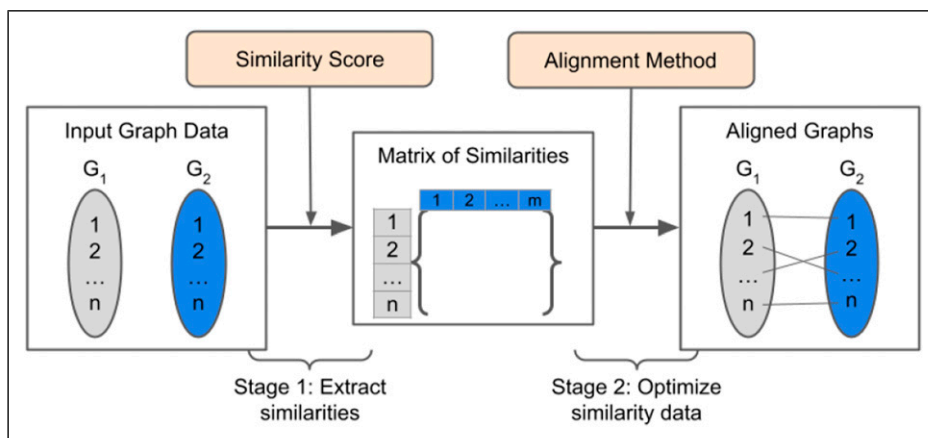 Similarity Score
Alignment Method
Input Graph Data
G1 G2
1 1
2 2
... ...
n n
Matrix of Similarities
1 2 ... m
1
2
...
n
Aligned Graphs
G1 G2
1 1
2 2
... ...
n n
Stage 1: Extract
similarities
Stage 2: Optimize
similarity data